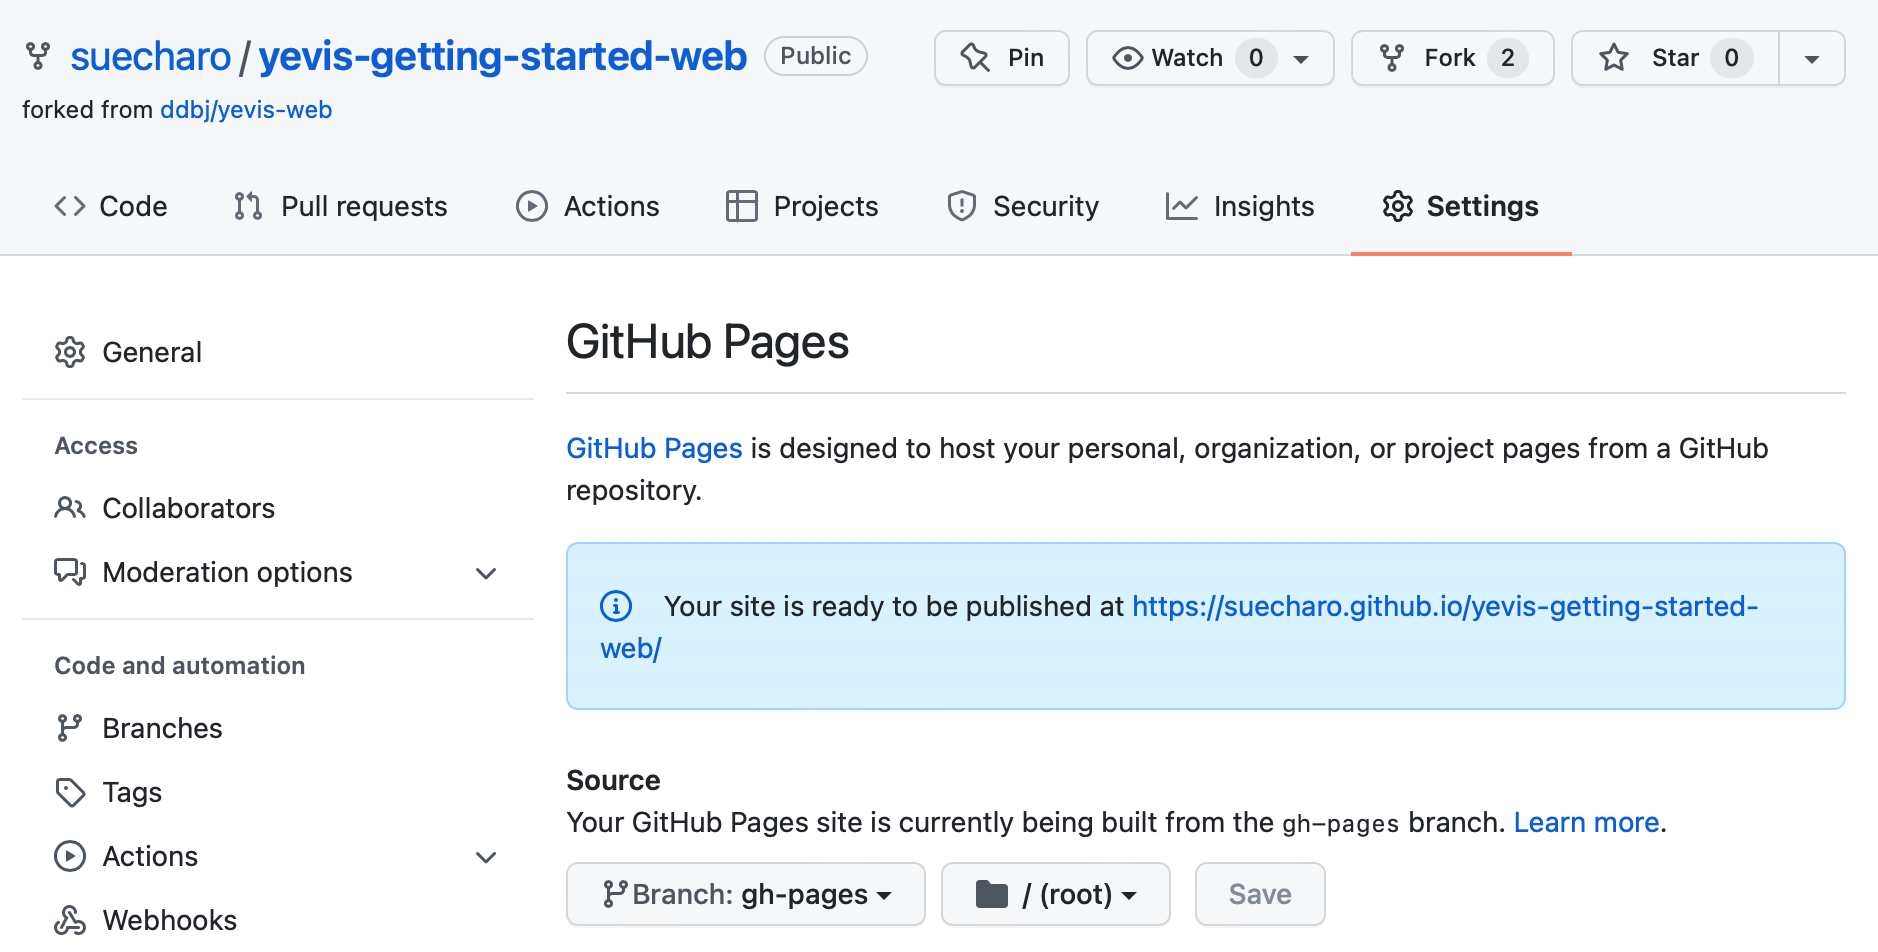 suecharo / yevis-getting-started-web Public Pin Watch 0 Fork 2 Star 0
forked from ddbj/yevis-web
Code Pull requests Actions Projects Security Insights Settings
General
Access
Collaborators
Moderation options
Code and automation
Branches
Tags
Actions
Webhooks
GitHub Pages
GitHub Pages is designed to host your personal, organization, or project pages from a GitHub
repository.
Your site is ready to be published at https://suecharo.github.io/yevis-getting-started-
web/
Source
Your GitHub Pages site is currently being built from the gh-pages branch. Learn more.
Branch: gh-pages / (root) Save